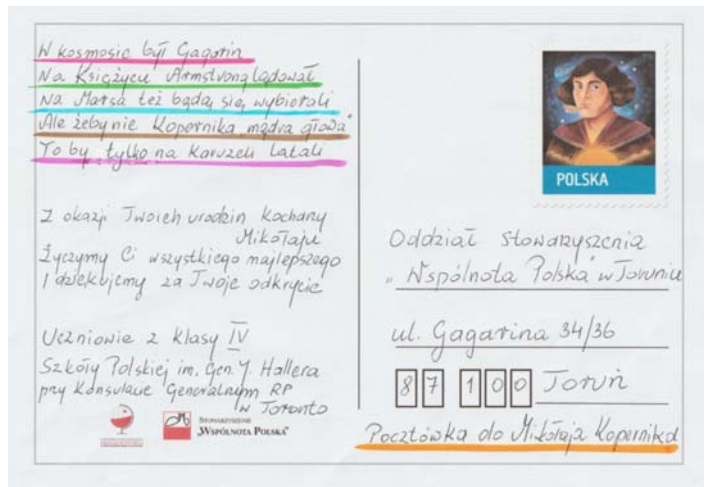 W kosmosie był Gagarin
Na Księżycu Armstrong lądował
na Marsa też będą się wybierali
Ale żeby nie Kopernika „mądra głowa”
To by tylko na karuzeli latali
Z okazji Twoich urodzin Kochany
Mikołaju
Życzymy Ci wszystkiego najlepszego
I dziękujemy za Twoje odkrycie
Uczniowie z klasy IV
Szkoły Polskiej im. Gen. J. Hallera
przy Konsulacie Generalnym RP
w Toronto
STOWARZYSZENIE
„WSPÓLNOTA POLSKA”
POLSKA
Oddział Stowarzyszenia
„Wspólnota Polska” w Toruniu
ul. Gagarina 34/36
87 100 Toruń
Pocztówka do Mikołaja Kopernika